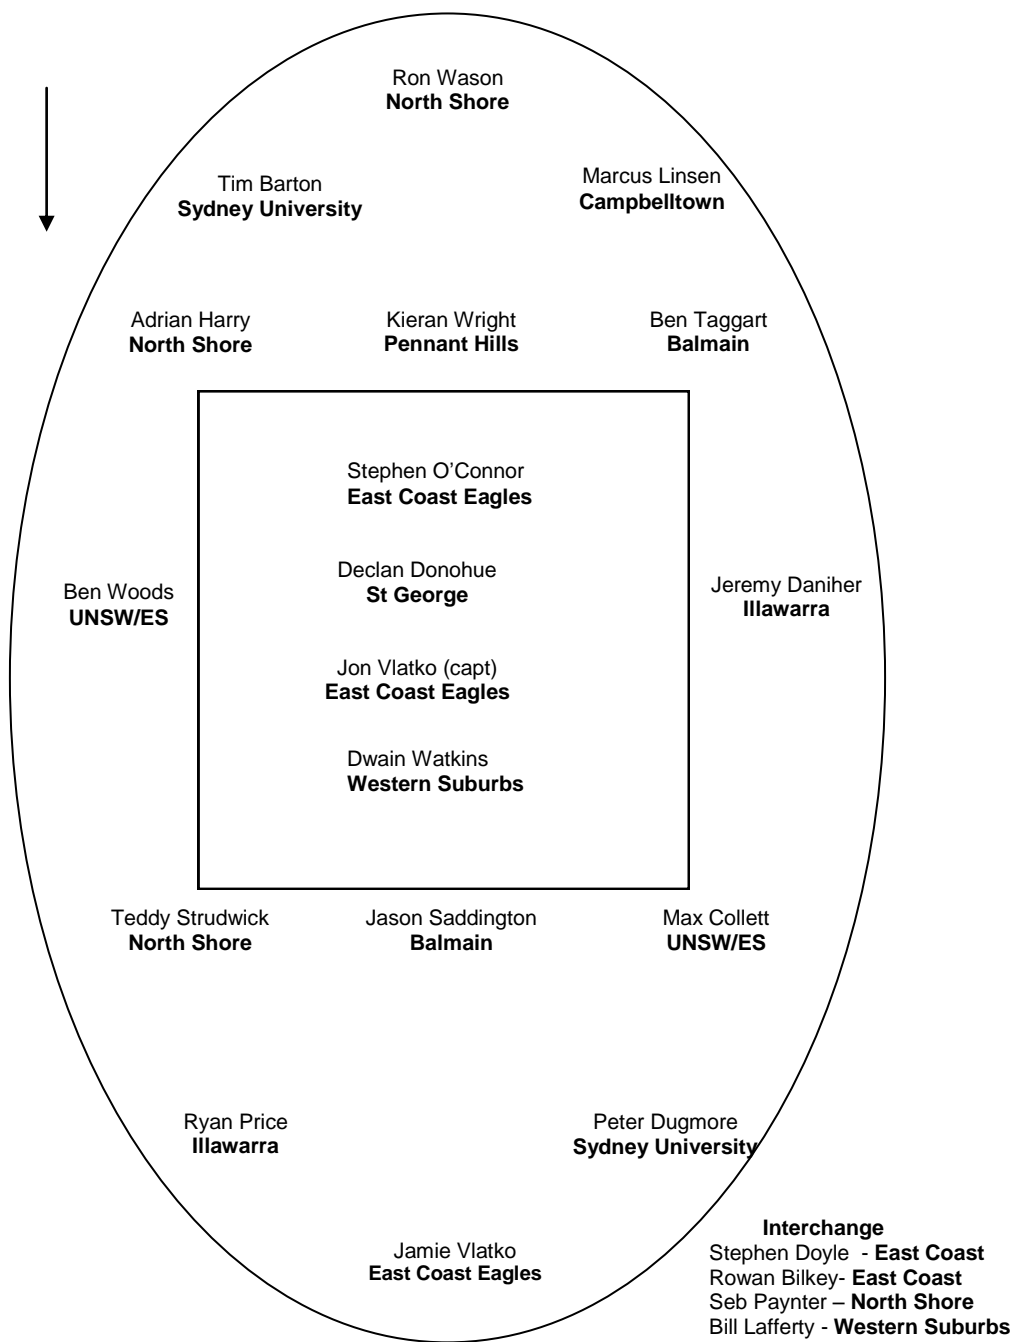 Ron Wason
North Shore
Tim Barton
Sydney University
Marcus Linsen
Campbelltown
Adrian Harry
North Shore
Kieran Wright
Pennant Hills
Ben Taggart
Balmain
Stephen O’Connor
East Coast Eagles
Declan Donohue
St George
Ben Woods
UNSW/ES
Jeremy Daniher
Illawarra
Jon Vlatko (capt)
East Coast Eagles
Dwain Watkins
Western Suburbs
Teddy Strudwick
North Shore
Jason Saddington
Balmain
Max Collett
UNSW/ES
Ryan Price
Illawarra
Peter Dugmore
Sydney University
Jamie Vlatko
East Coast Eagles
Interchange
Stephen Doyle  - East Coast
Rowan Bilkey- East Coast
Seb Paynter – North Shore
Bill Lafferty - Western Suburbs